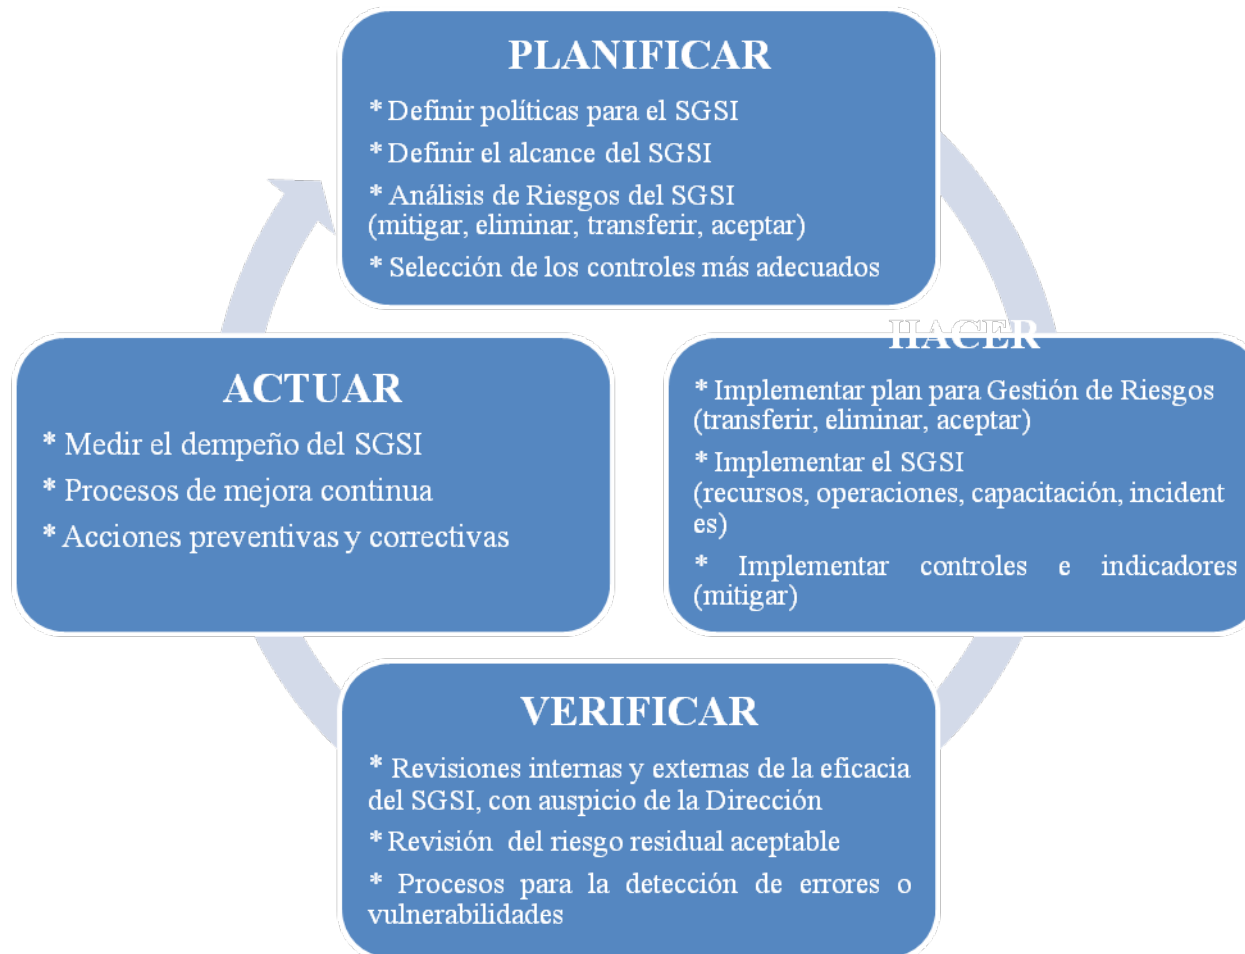 PLANIFICAR
* Definir políticas para el SGSI
* Definir el alcance del SGSI
* Análisis de Riesgos del SGSI
(mitigar, eliminar, transferir, aceptar)
* Selección de los controles más adecuados
HACER
* Implementar plan para Gestión de Riesgos
(transferir, eliminar, aceptar)
* Implementar el SGSI
(recursos, operaciones, capacitación, incident
es)
* Implementar controles e indicadores
(mitigar)
ACTUAR
* Medir el dempeño del SGSI
* Procesos de mejora continua
* Acciones preventivas y correctivas
VERIFICAR
* Revisiones internas y externas de la eficacia
del SGSI, con auspicio de la Dirección
* Revisión del riesgo residual aceptable
* Procesos para la detección de errores o
vulnerabilidades